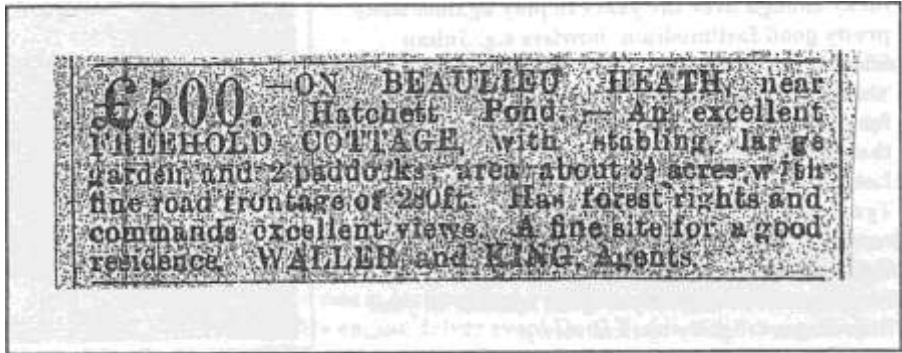 £500. —ON BEAULIEU HEATH, near
Hatchett Pond. — An excellent
FREEHOLD COTTAGE, with stabling, large
garden, and 2 paddocks; area about 3½ acres with
fine road frontage of 280ft. Has forest rights and
commands excellent views. A fine site for a good
residence. WALLER and KING, Agents.